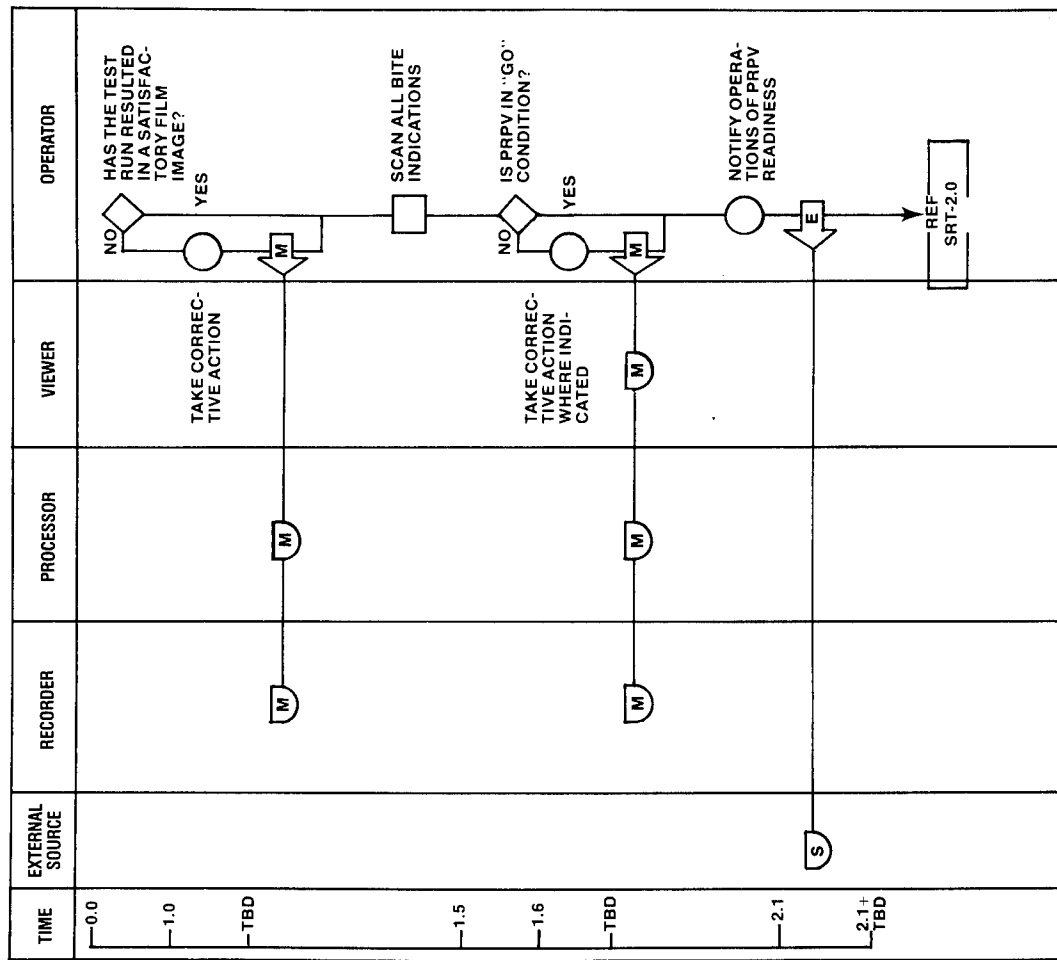 TIME
EXTERNAL
SOURCE
RECORDER
PROCESSOR
VIEWER
OPERATOR
0.0
1.0
TBD
1.5
1.6
TBD
2.1
2.1+
TBD
HAS THE TEST
RUN RESULTED
IN A SATISFAC-
TORY FILM
IMAGE?
NO
YES
TAKE CORREC-
TIVE ACTION
M
M
M
SCAN ALL BITE
INDICATIONS
IS PRPV IN "GO"
CONDITION?
NO
YES
TAKE CORREC-
TIVE ACTION
WHERE INDI-
CATED
M
M
M
M
NOTIFY OPERA-
TIONS OF PRPV
READINESS
S
E
REF
SRT-2.0